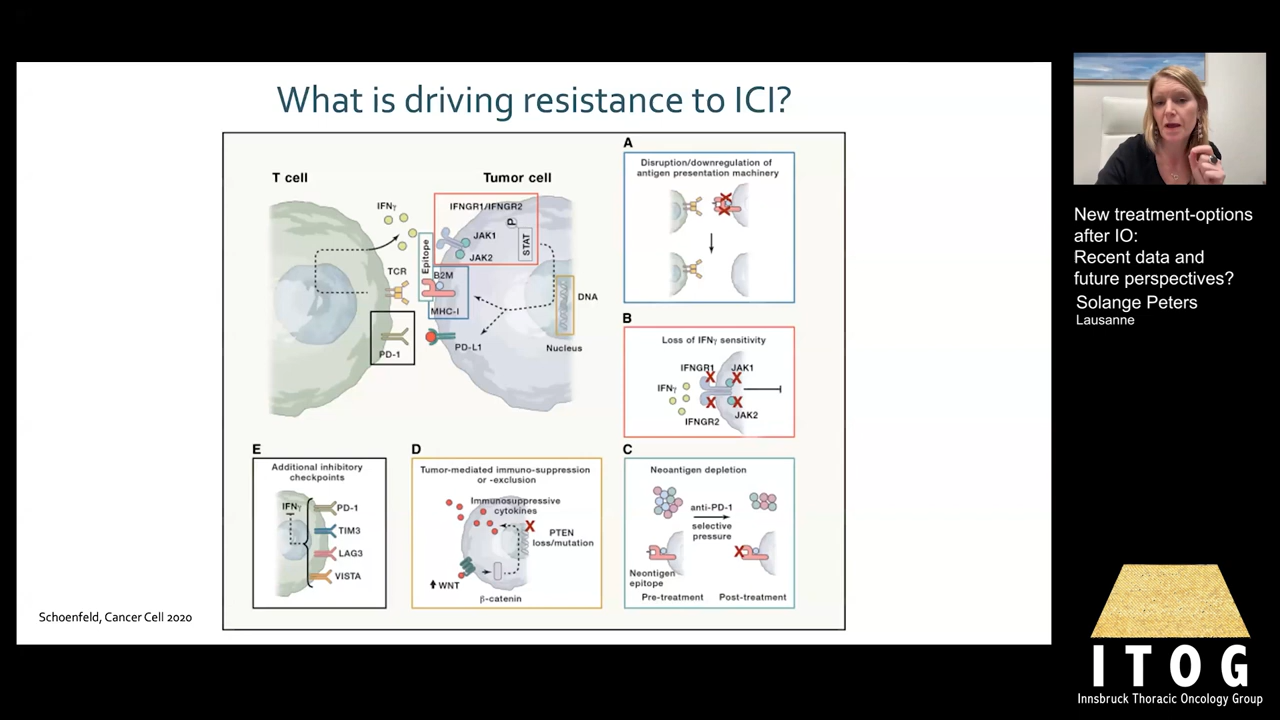 What is driving resistance to ICI?
T cell
Tumor cell
IFNγ
IFNGR1/IFNGR2
P
JAK1
STAT
JAK2
Epitope
TCR
B2M
MHC-I
DNA
PD-1
PD-L1
Nucleus
A
Disruption/downregulation of
antigen presentation machinery
B
Loss of IFNγ sensitivity
IFNGR1
JAK1
IFNγ
IFNGR2
JAK2
C
Neoantigen depletion
anti-PD-1
selective
pressure
Neontigen
epitope
Pre-treatment
Post-treatment
D
Tumor-mediated immuno-suppression
or -exclusion
Immunosuppressive
cytokines
PTEN
loss/mutation
WNT
β-catenin
E
Additional inhibitory
checkpoints
IFNγ
PD-1
TIM3
LAG3
VISTA
Schoenfeld, Cancer Cell 2020
New treatment-options
after IO:
Recent data and
future perspectives?
Solange Peters
Lausanne
ITOG
Innsbruck Thoracic Oncology Group